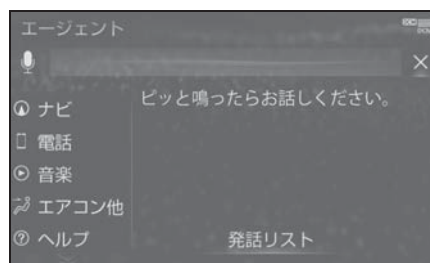 エージェント
ピッと鳴ったらお話しください。
ナビ
電話
音楽
エアコン他
ヘルプ
発話リスト